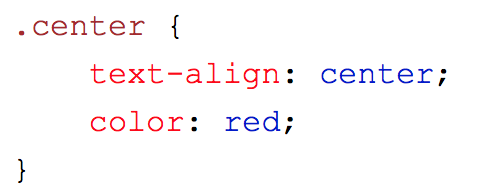 .center {
    text-align: center;
    color: red;
}